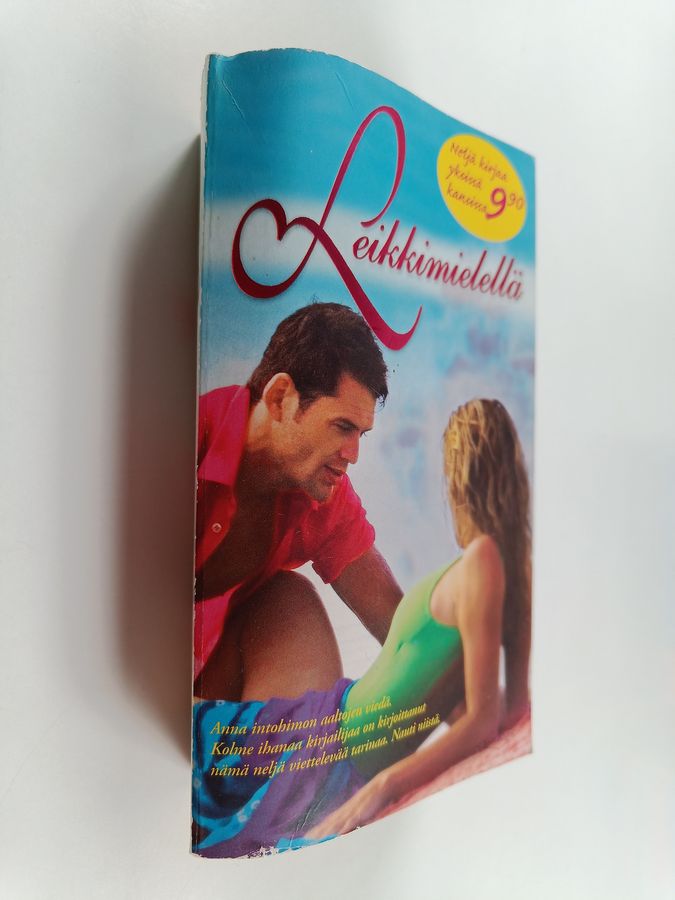 Neljä kirjaa
yksissä
kansissa 9,90
Leikkimielellä
Anna intohimon aaltojen viedä.
Kolme ihanaa kirjailijaa on kirjoittanut
nämä neljä viettelevää tarinaa. Nauti niistä.